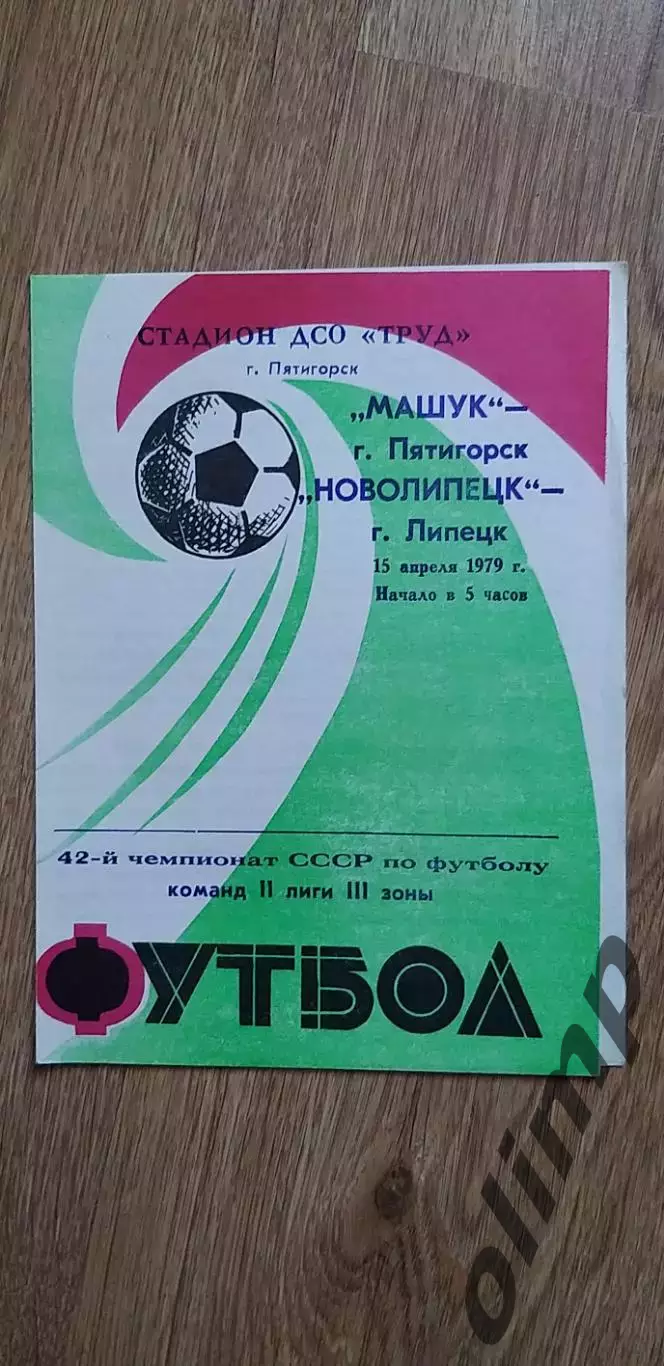 СТАДИОН ДСО «ТРУД»
г. Пятигорск
„МАШУК“—
г. Пятигорск
„НОВОЛИПЕЦК“—
г. Липецк
15 апреля 1979 г.
Начало в 5 часов
42-й чемпионат СССР по футболу
команд II лиги III зоны
ФУТБОЛ
olimp